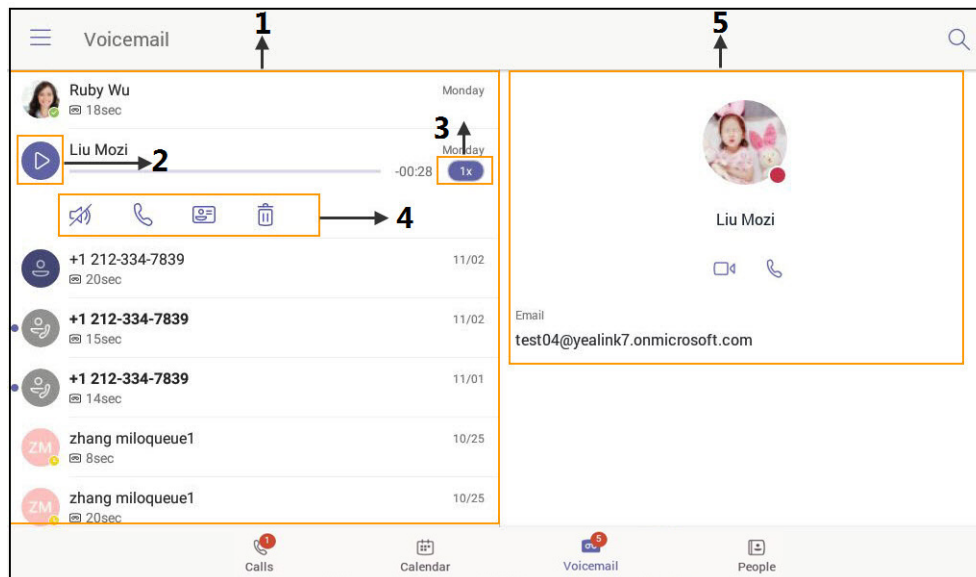 1
5
Voicemail
Ruby Wu
Monday
18sec
3
Liu Mozi
Monday
2
-00:28
1x
4
+1 212-334-7839
11/02
20sec
+1 212-334-7839
11/02
15sec
+1 212-334-7839
11/01
14sec
ZM
zhang miloqueue1
10/25
8sec
ZM
zhang miloqueue1
10/25
20sec
Liu Mozi
Email
test04@yealink7.onmicrosoft.com
1
Calls
Calendar
5
Voicemail
People